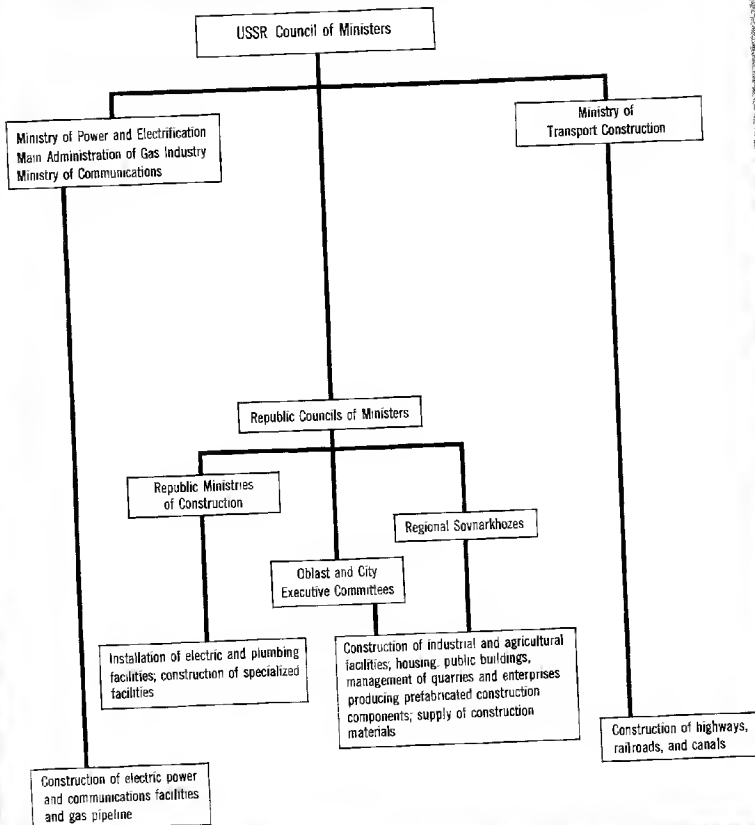 USSR Council of Ministers
Ministry of Power and Electrification
Main Administration of Gas Industry
Ministry of Communications
Ministry of
Transport Construction
Republic Councils of Ministers
Republic Ministries
of Construction
Regional Sovnarkhozes
Oblast and City
Executive Committees
Installation of electric and plumbing
facilities; construction of specialized
facilities
Construction of industrial and agricultural
facilities; housing, public buildings,
management of quarries and enterprises
producing prefabricated construction
components; supply of construction
materials
Construction of highways,
railroads, and canals
Construction of electric power
and communications facilities
and gas pipeline